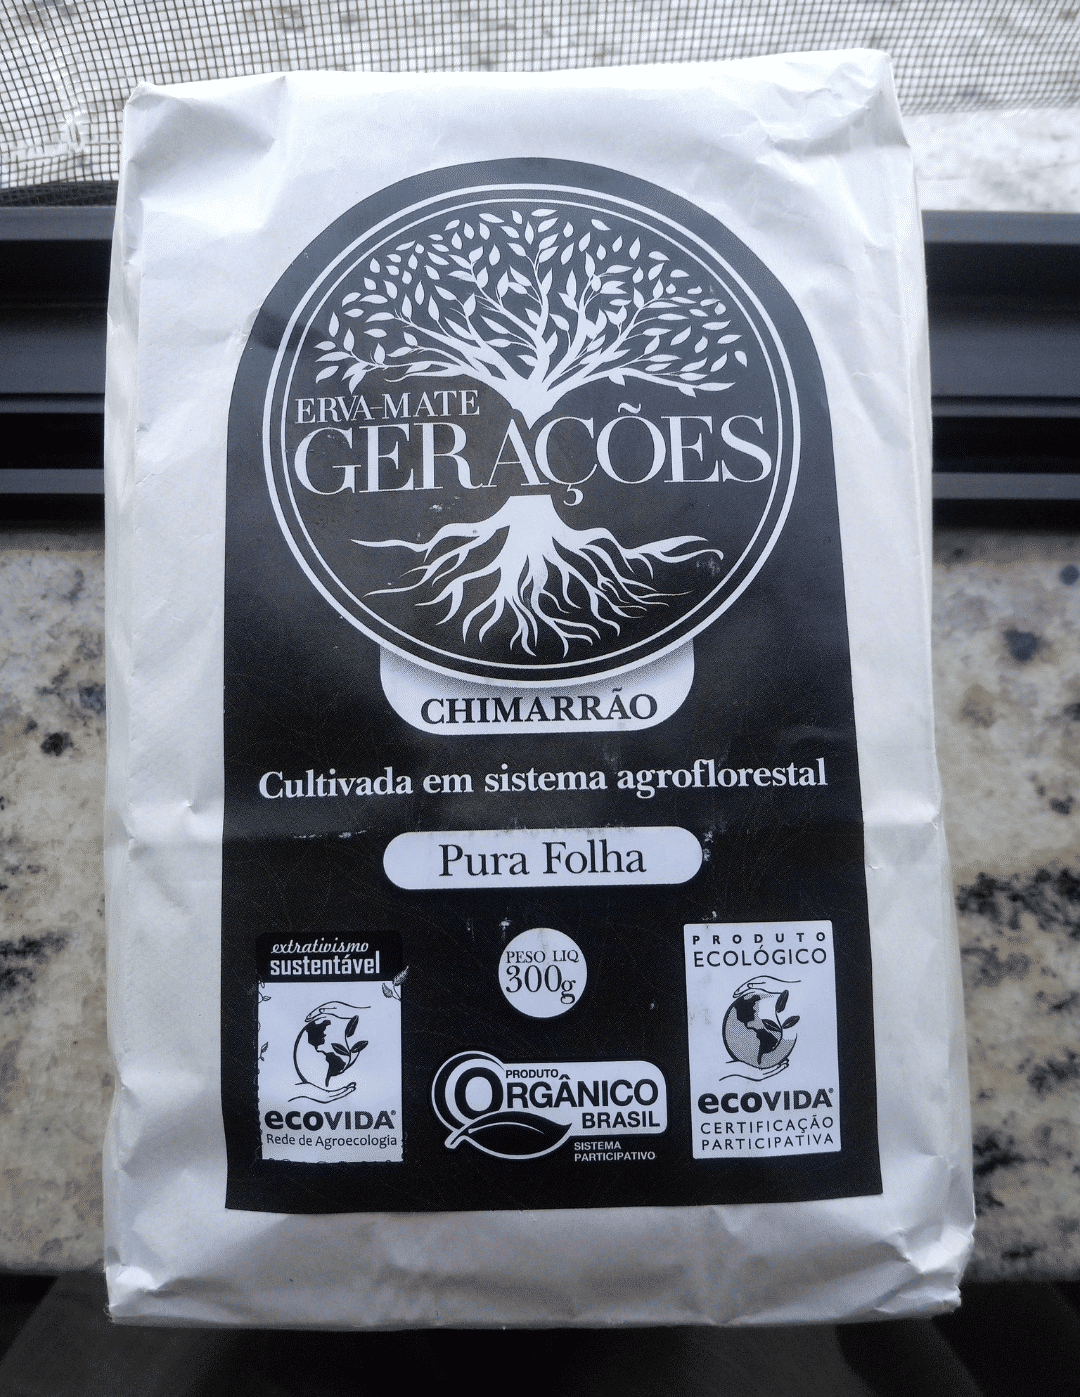 ERVA-MATE
GERAÇÕES
CHIMARRÃO
Cultivada em sistema agroflorestal
Pura Folha
extrativismo
sustentável
ecoVIDA®
Rede de Agroecologia
PESO LIQ
300g
PRODUTO
ORGÂNICO
BRASIL
SISTEMA
PARTICIPATIVO
PRODUTO
ECOLÓGICO
ecoVIDA®
CERTIFICAÇÃO
PARTICIPATIVA